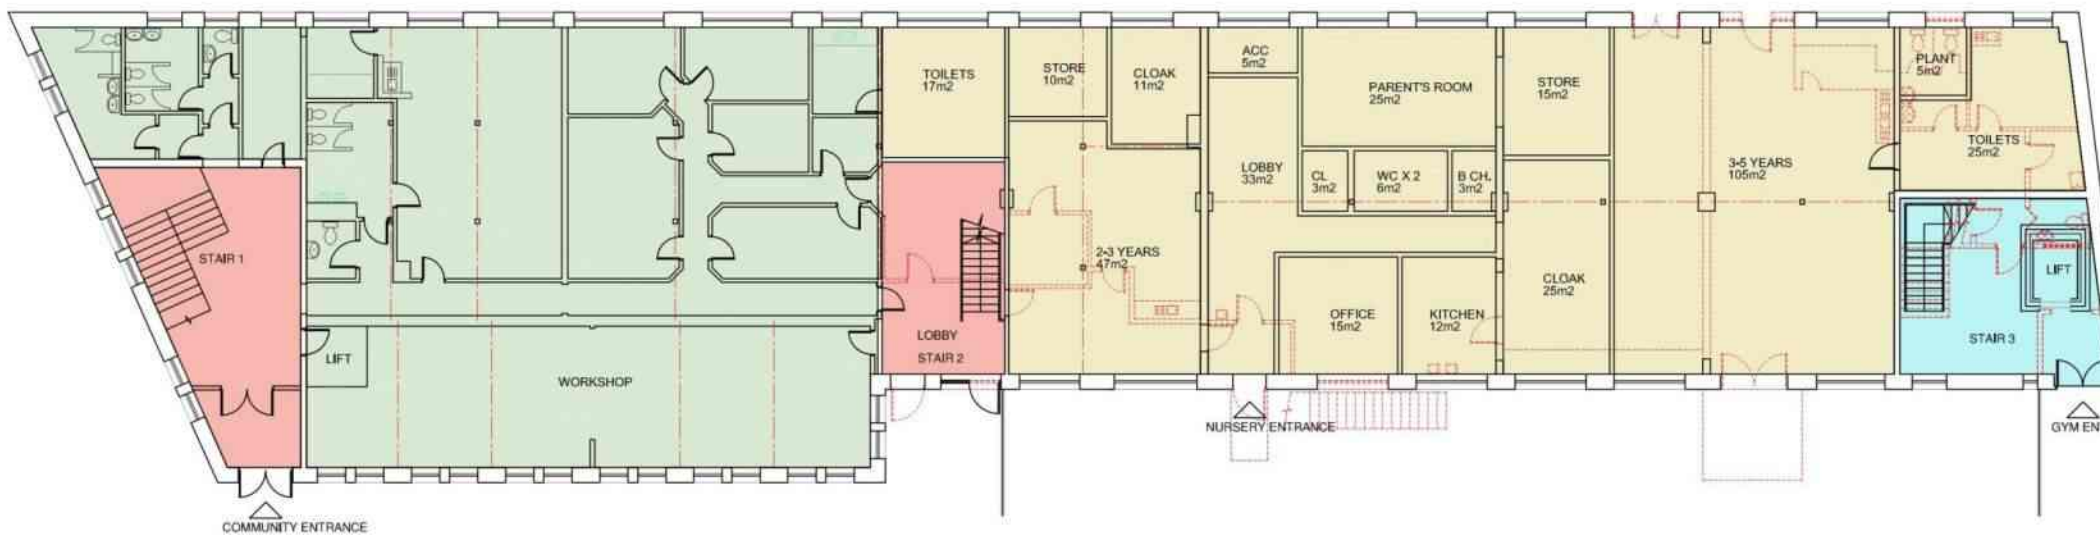 TOILETS
17m2
STORE
10m2
CLOAK
11m2
ACC
5m2
PARENT'S ROOM
25m2
STORE
15m2
PLANT
5m2
TOILETS
25m2
3-5 YEARS
105m2
LOBBY
33m2
CL
3m2
WC X 2
6m2
B CH.
3m2
STAIR 1
2-3 YEARS
47m2
CLOAK
25m2
LIFT
OFFICE
15m2
KITCHEN
12m2
LOBBY
STAIR 2
STAIR 3
LIFT
WORKSHOP
NURSERY ENTRANCE
GYM EN
COMMUNITY ENTRANCE